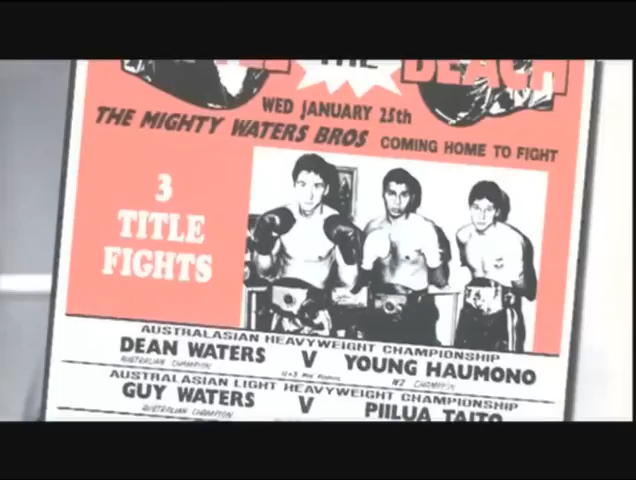 THE BEACH
WED JANUARY 25th
THE MIGHTY WATERS BROS COMING HOME TO FIGHT
3
TITLE
FIGHTS
AUSTRALASIAN HEAVYWEIGHT CHAMPIONSHIP
DEAN WATERS V YOUNG HAUMONO
AUSTRALIAN CHAMPION NZ CHAMPION
AUSTRALASIAN LIGHT HEAVYWEIGHT CHAMPIONSHIP
GUY WATERS V PIILUA TAITO
AUSTRALIAN CHAMPION